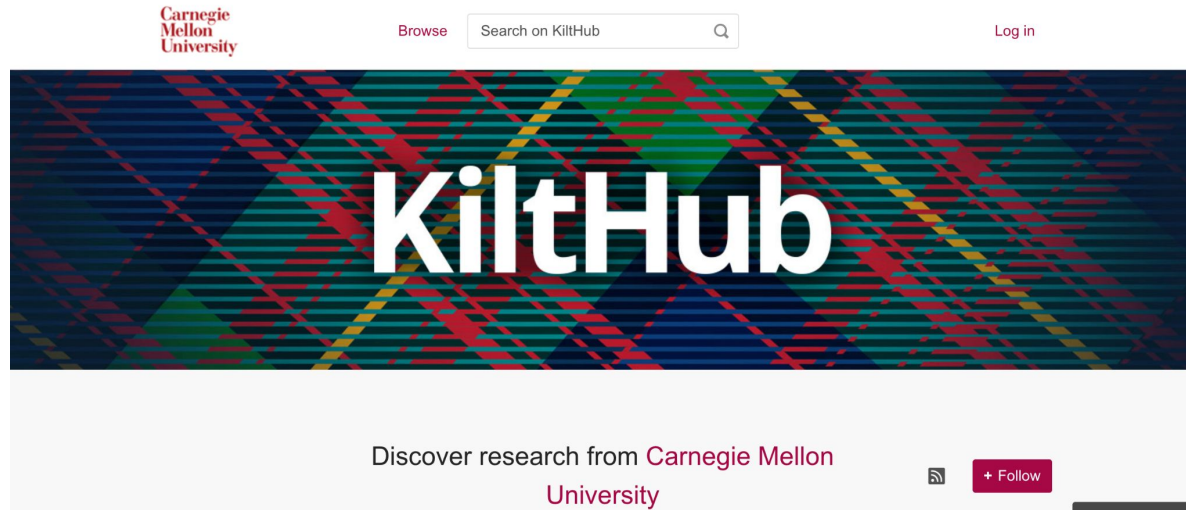 Carnegie
Mellon
University
Browse
Search on KiltHub
Log in
KiltHub
Discover research from Carnegie Mellon
University
+ Follow